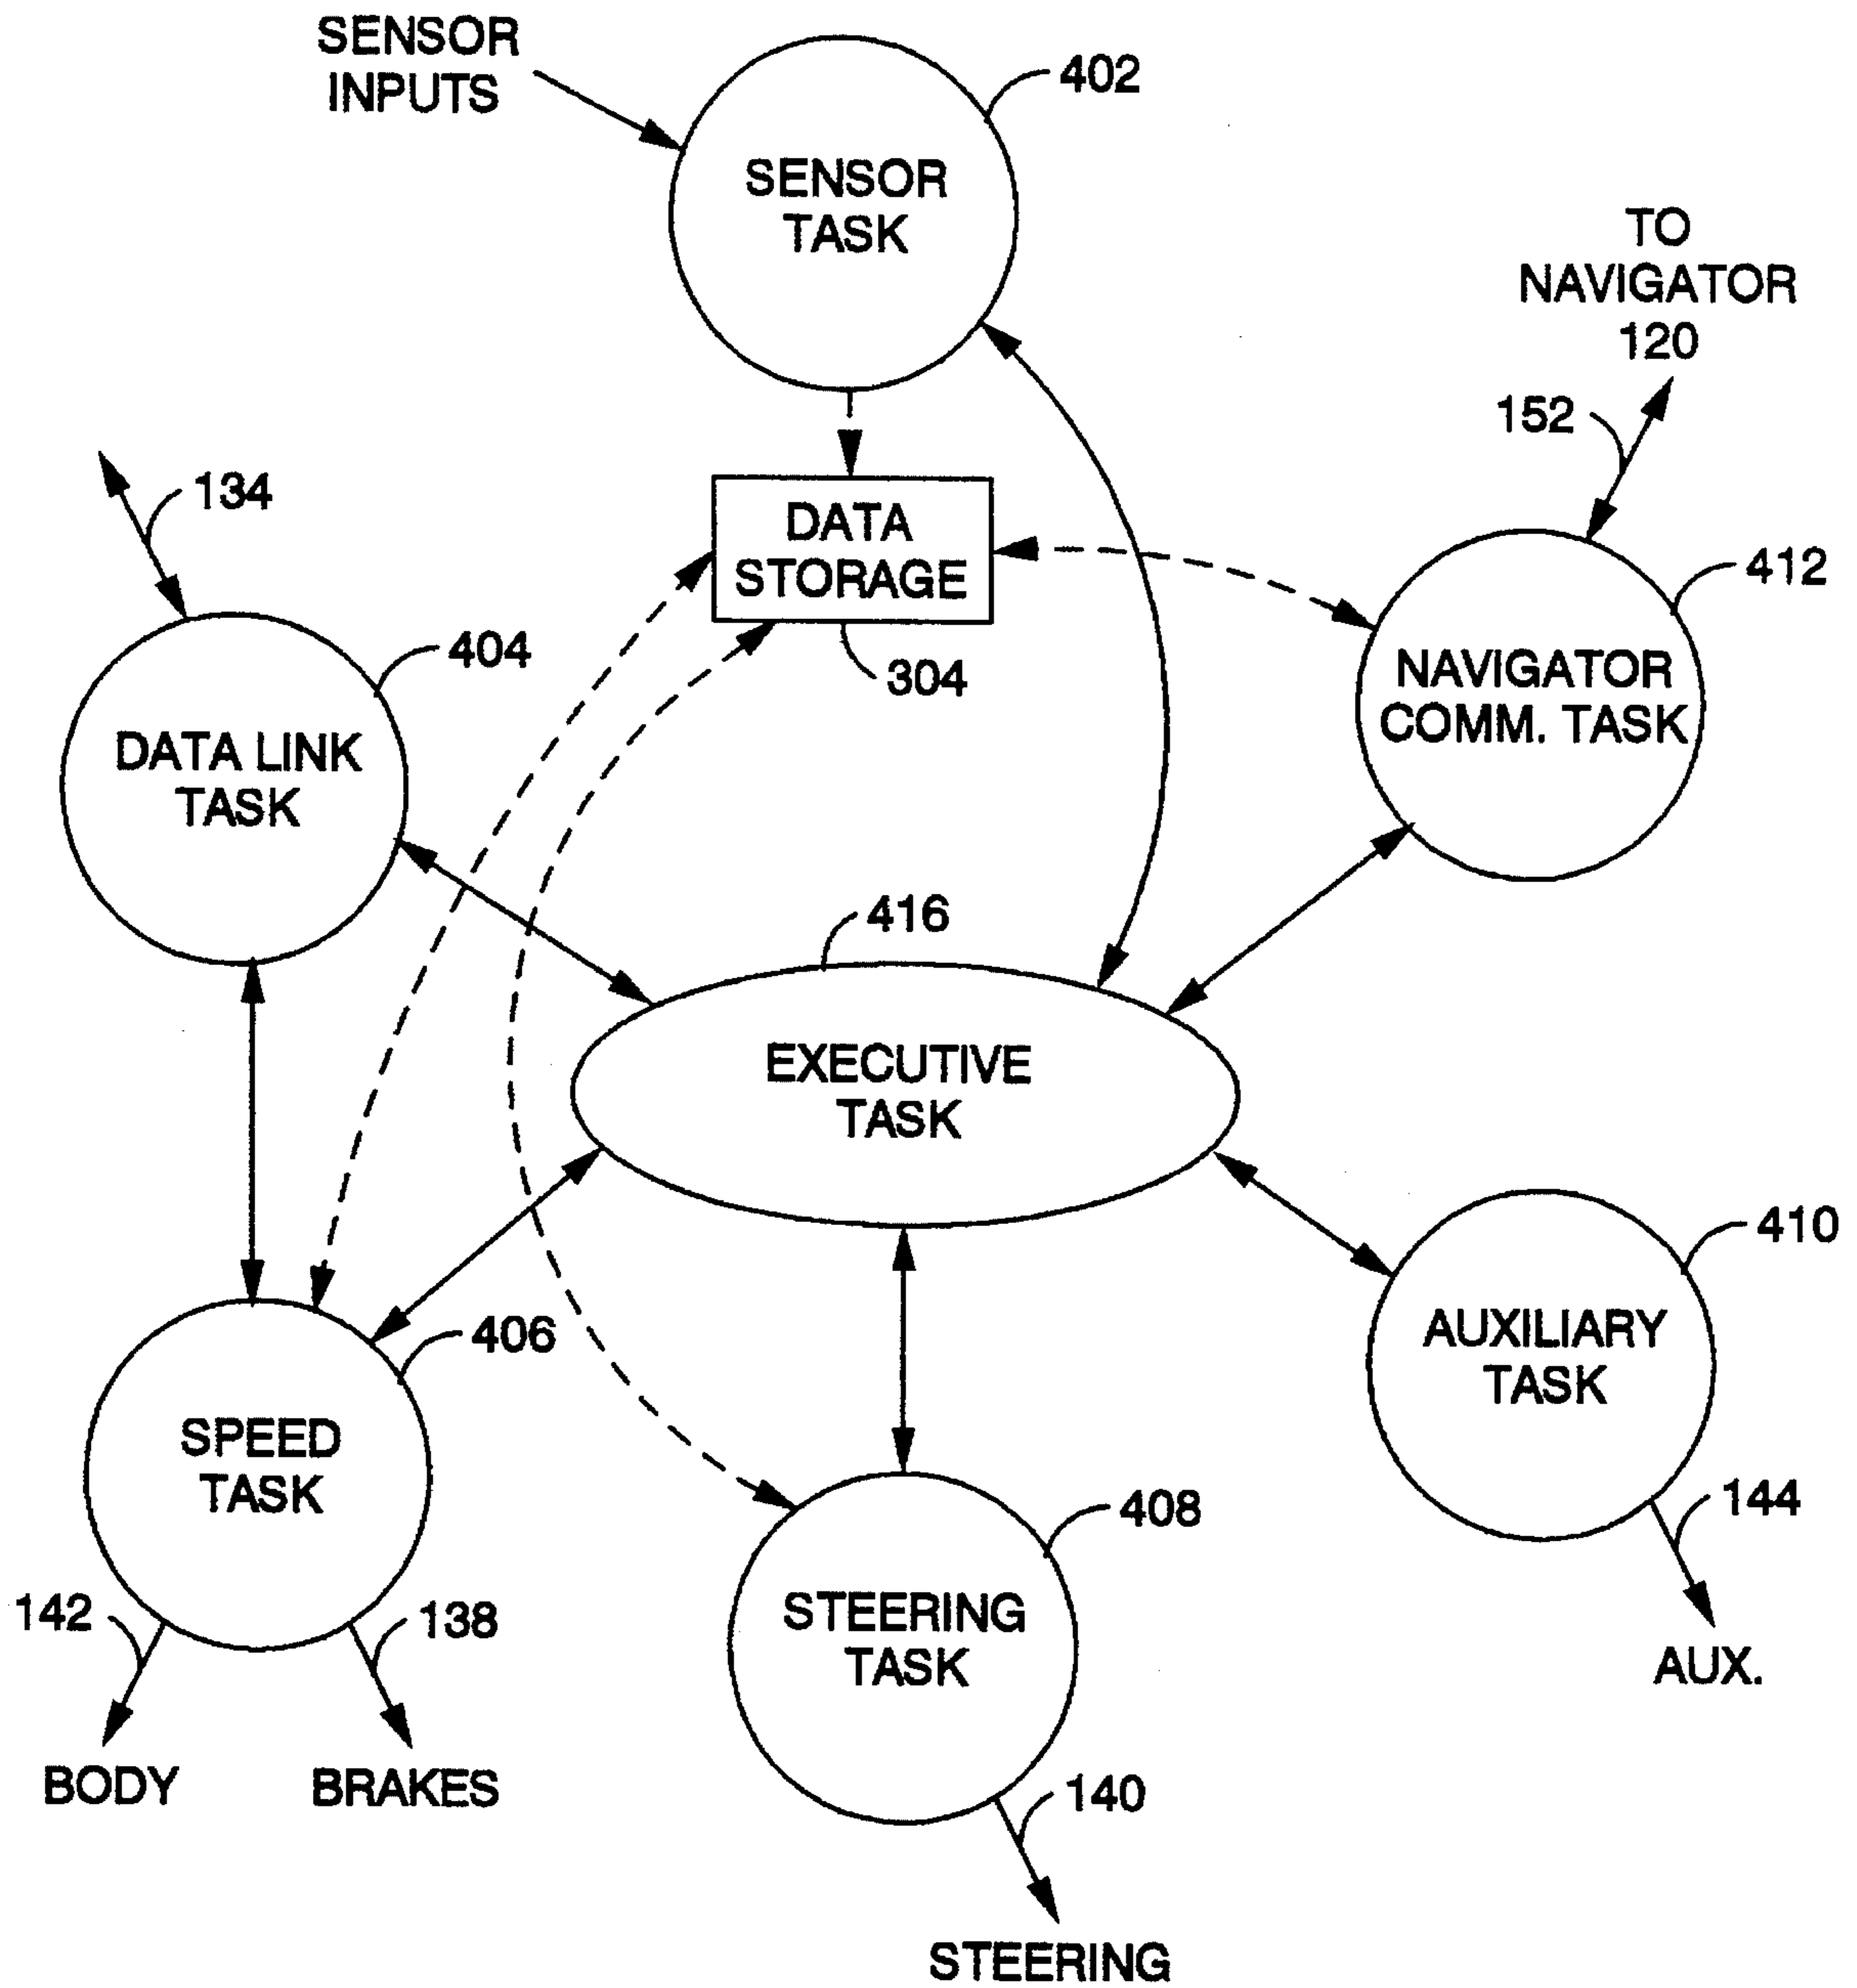 SENSOR
INPUTS
402
SENSOR
TASK
TO
NAVIGATOR
120
152
134
DATA
STORAGE
412
404
304
NAVIGATOR
COMM. TASK
DATA LINK
TASK
416
EXECUTIVE
TASK
410
406
AUXILIARY
TASK
SPEED
TASK
408
144
142
138
STEERING
TASK
AUX.
BODY
BRAKES
140
STEERING